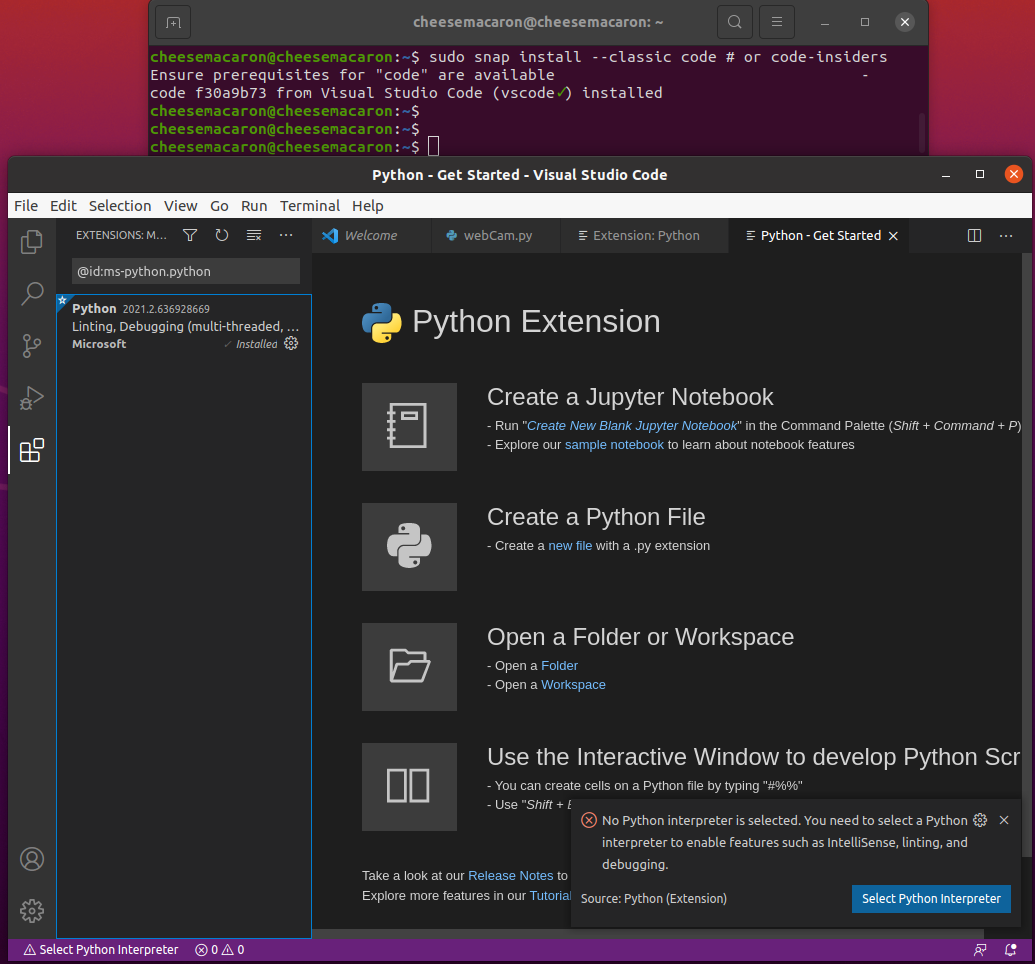 cheesemacaron@cheesemacaron: ~
cheesemacaron@cheesemacaron:~$ sudo snap install --classic code # or code-insiders
Ensure prerequisites for "code" are available -
code f30a9b73 from Visual Studio Code (vscode✓) installed
cheesemacaron@cheesemacaron:~$
cheesemacaron@cheesemacaron:~$
cheesemacaron@cheesemacaron:~$
Python - Get Started - Visual Studio Code
File Edit Selection View Go Run Terminal Help
EXTENSIONS: M...
Welcome webCam.py Extension: Python Python - Get Started
@id:ms-python.python
Python 2021.2.636928669
Linting, Debugging (multi-threaded, ...
Microsoft ✓ Installed
Python Extension
Create a Jupyter Notebook
- Run "Create New Blank Jupyter Notebook" in the Command Palette (Shift + Command + P)
- Explore our sample notebook to learn about notebook features
Create a Python File
- Create a new file with a .py extension
Open a Folder or Workspace
- Open a Folder
- Open a Workspace
Use the Interactive Window to develop Python Scr
- You can create cells on a Python file by typing "#%%"
- Use "Shift + E
Take a look at our Release Notes to
Explore more features in our Tutorial
No Python interpreter is selected. You need to select a Python
interpreter to enable features such as IntelliSense, linting, and
debugging.
Source: Python (Extension) Select Python Interpreter
Select Python Interpreter 0 0